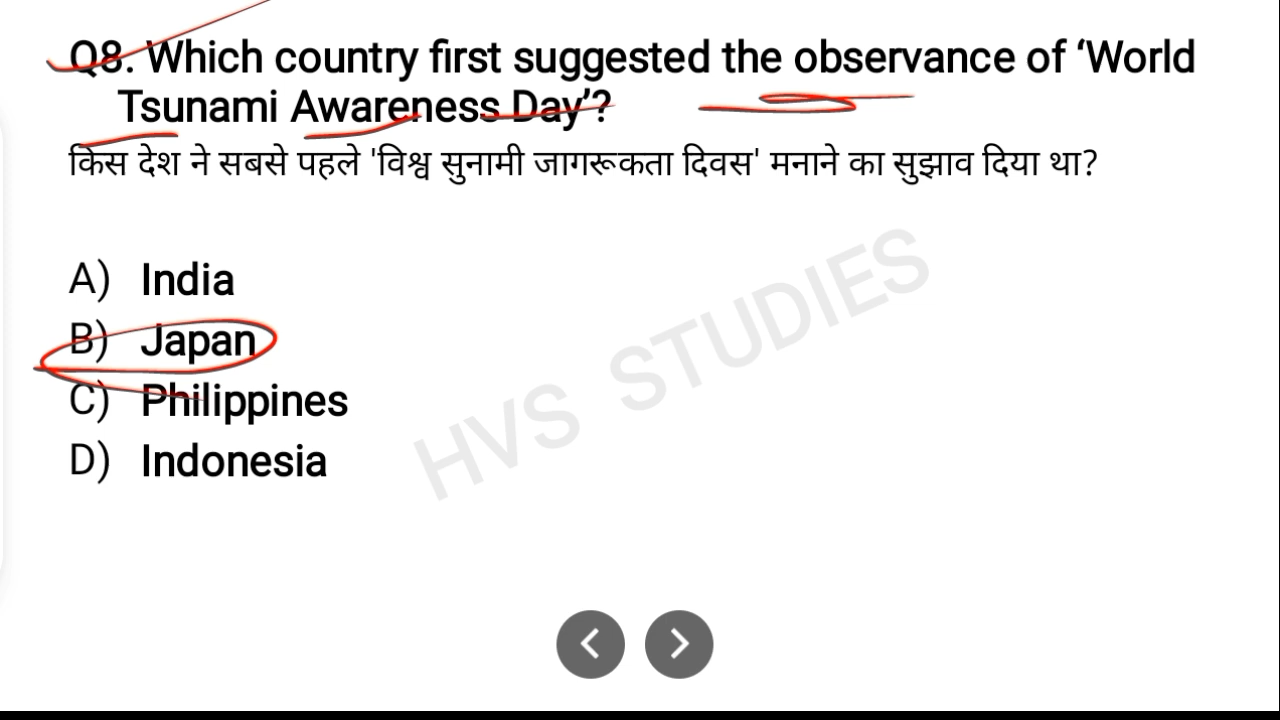 Q8. Which country first suggested the observance of ‘World
Tsunami Awareness Day’?
किस देश ने सबसे पहले 'विश्व सुनामी जागरूकता दिवस' मनाने का सुझाव दिया था?
A) India
B) Japan
C) Philippines
D) Indonesia
HVS STUDIES